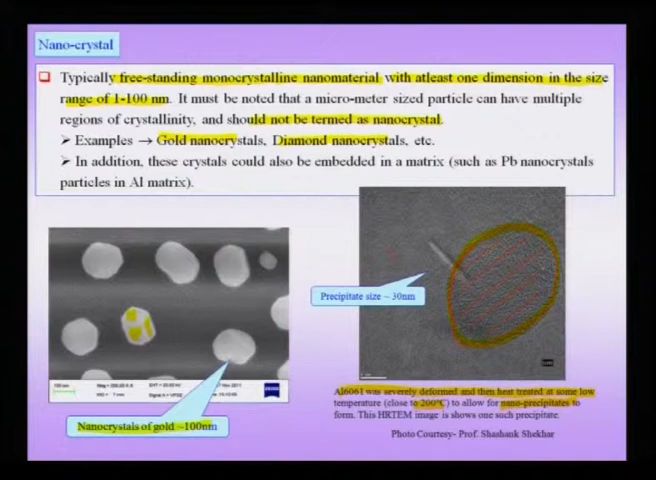 Nano-crystal
Typically free-standing monocrystalline nanomaterial with atleast one dimension in the size
range of 1-100 nm. It must be noted that a micro-meter sized particle can have multiple
regions of crystallinity, and should not be termed as nanocrystal.
➢ Examples → Gold nanocrystals, Diamond nanocrystals, etc.
➢ In addition, these crystals could also be embedded in a matrix (such as Pb nanocrystals
particles in Al matrix).
Precipitate size ~ 30nm
Nanocrystals of gold ~100nm
Al6061 was severely deformed and then heat treated at some low
temperature (close to 200°C) to allow for nano-precipitates to
form. This HRTEM image is shows one such precipitate.
Photo Courtesy- Prof. Shashank Shekhar